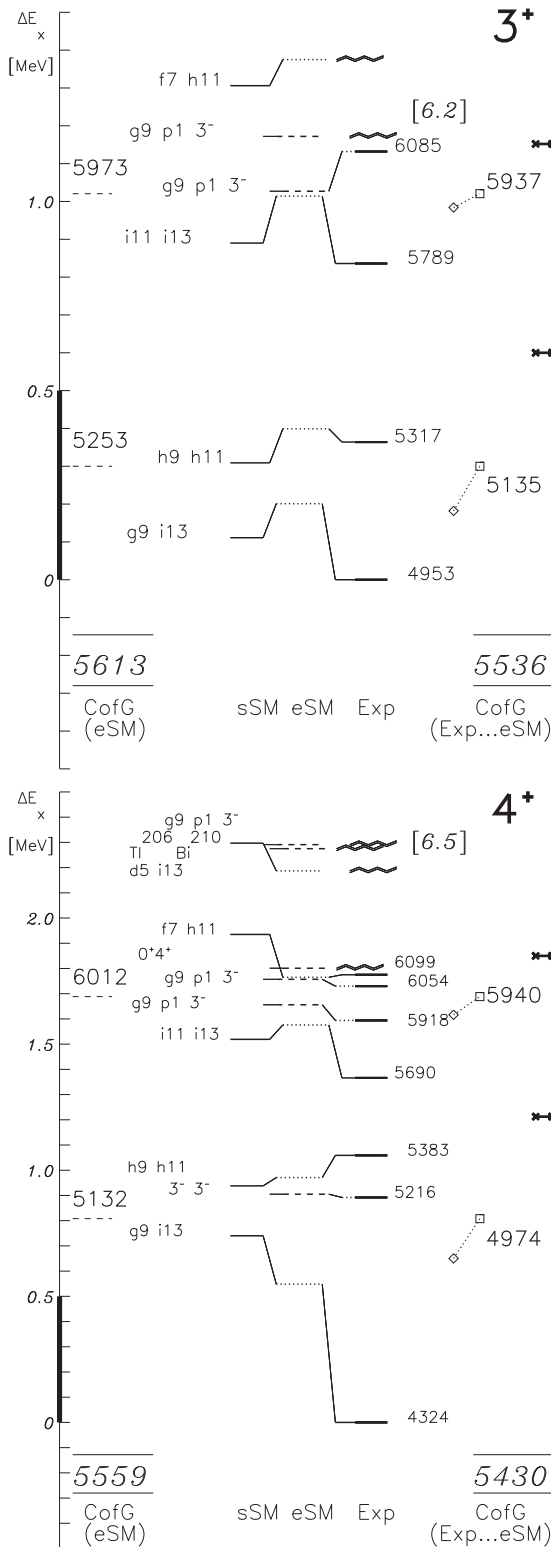 ΔE x
[MeV]
3⁺
f7 h11
[6.2]
g9 p1 3⁻
6085
5973
g9 p1 3⁻
5937
1.0
i11 i13
5789
0.5
5253
h9 h11
5317
5135
g9 i13
0
4953
5613
5536
CofG
(eSM)
sSM eSM Exp
CofG
(Exp...eSM)
ΔE x
[MeV]
4⁺
g9 p1 3⁻
206 210
Tl Bi
d5 i13
[6.5]
2.0
f7 h11
0⁺4⁺
6099
6012
g9 p1 3⁻
6054
5940
g9 p1 3⁻
5918
1.5
i11 i13
5690
5383
h9 h11
1.0
3⁻ 3⁻
5216
5132
g9 i13
4974
0.5
0
4324
5559
5430
CofG
(eSM)
sSM eSM Exp
CofG
(Exp...eSM)